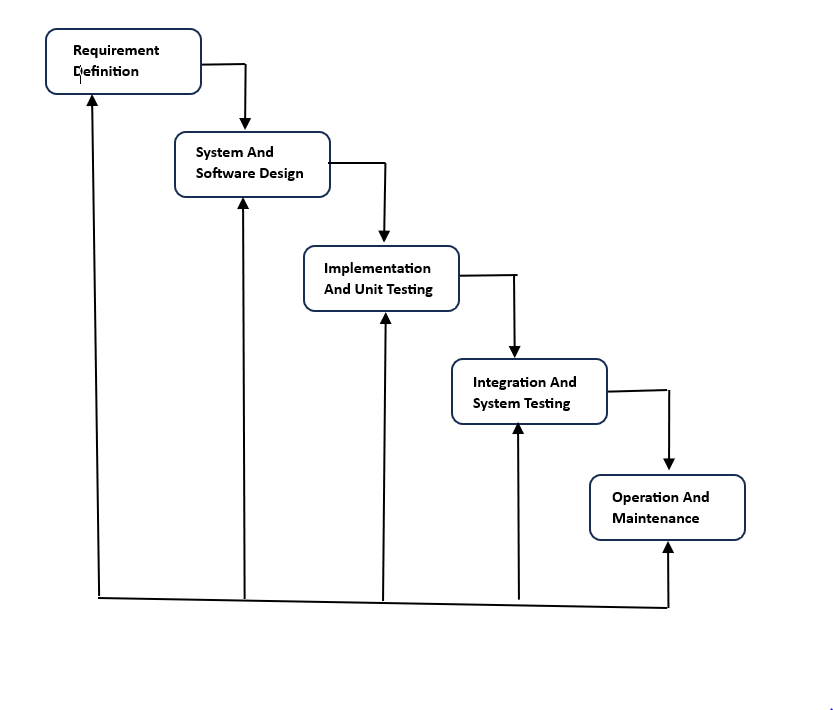 Requirement
Definition
System And
Software Design
Implementation
And Unit Testing
Integration And
System Testing
Operation And
Maintenance